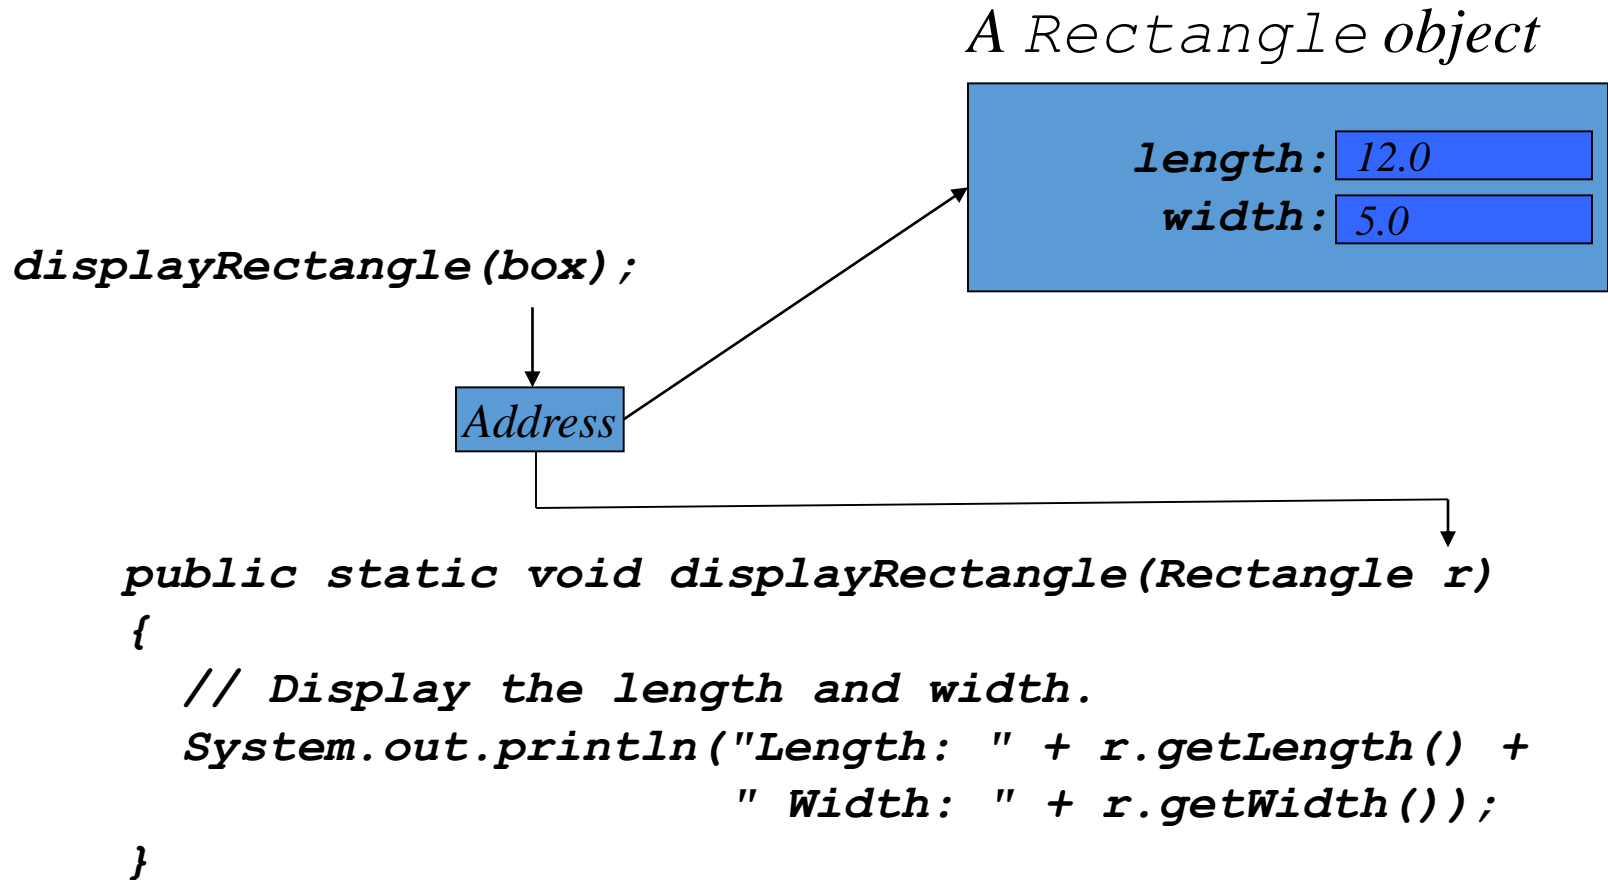 A Rectangle object
length: 12.0
width: 5.0
displayRectangle(box);
Address
public static void displayRectangle(Rectangle r)
{
// Display the length and width.
System.out.println("Length: " + r.getLength() +
" Width: " + r.getWidth());
}